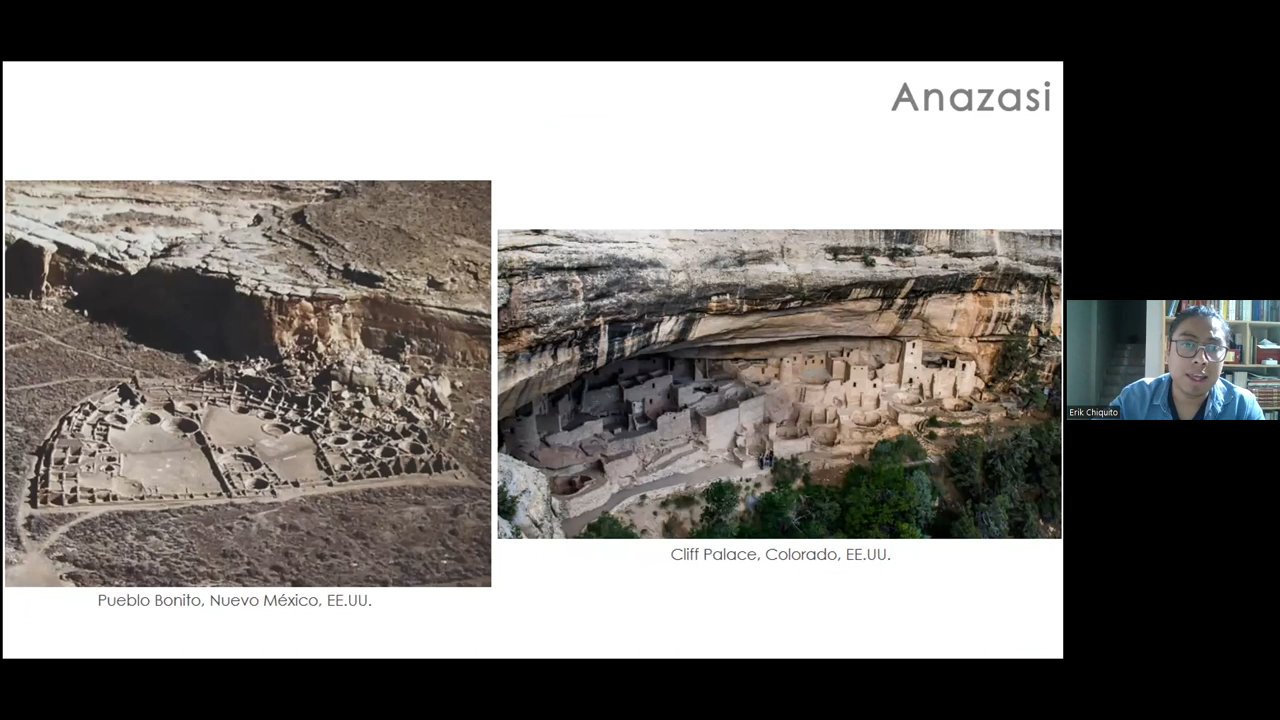 Anazasi
Cliff Palace, Colorado, EE.UU.
Pueblo Bonito, Nuevo México, EE.UU.
Erik Chiquito